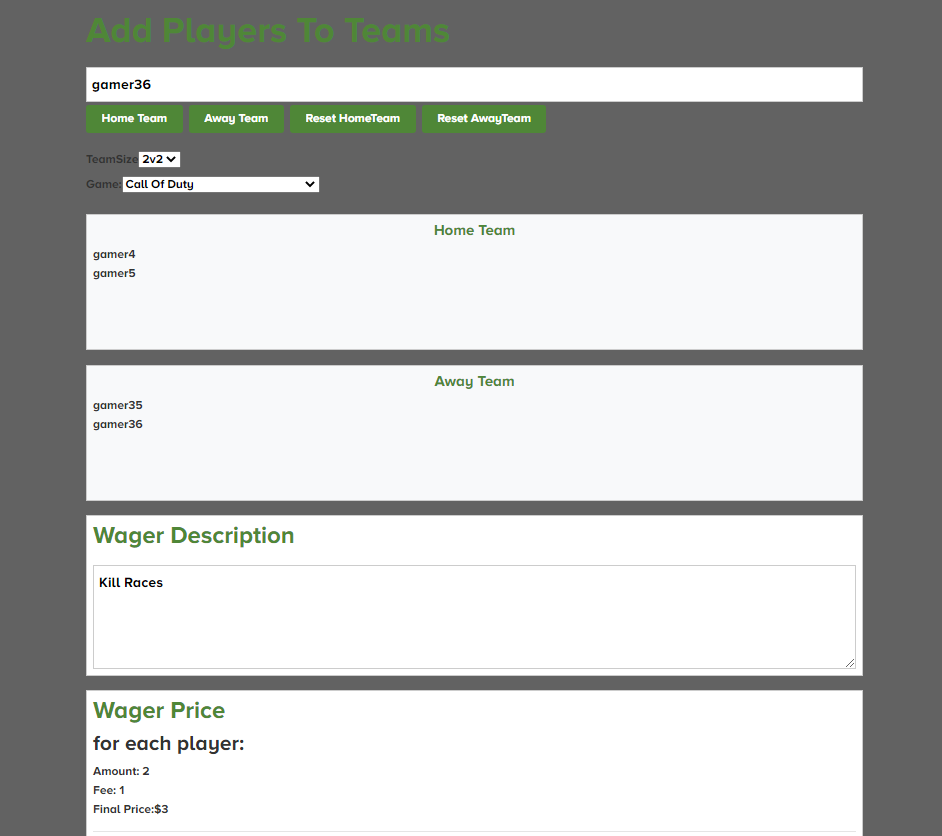 Add Players To Teams
gamer36
Home Team Away Team Reset HomeTeam Reset AwayTeam
TeamSize 2v2
Game: Call Of Duty
Home Team
gamer4
gamer5
Away Team
gamer35
gamer36
Wager Description
Kill Races
Wager Price
for each player:
Amount: 2
Fee: 1
Final Price:$3